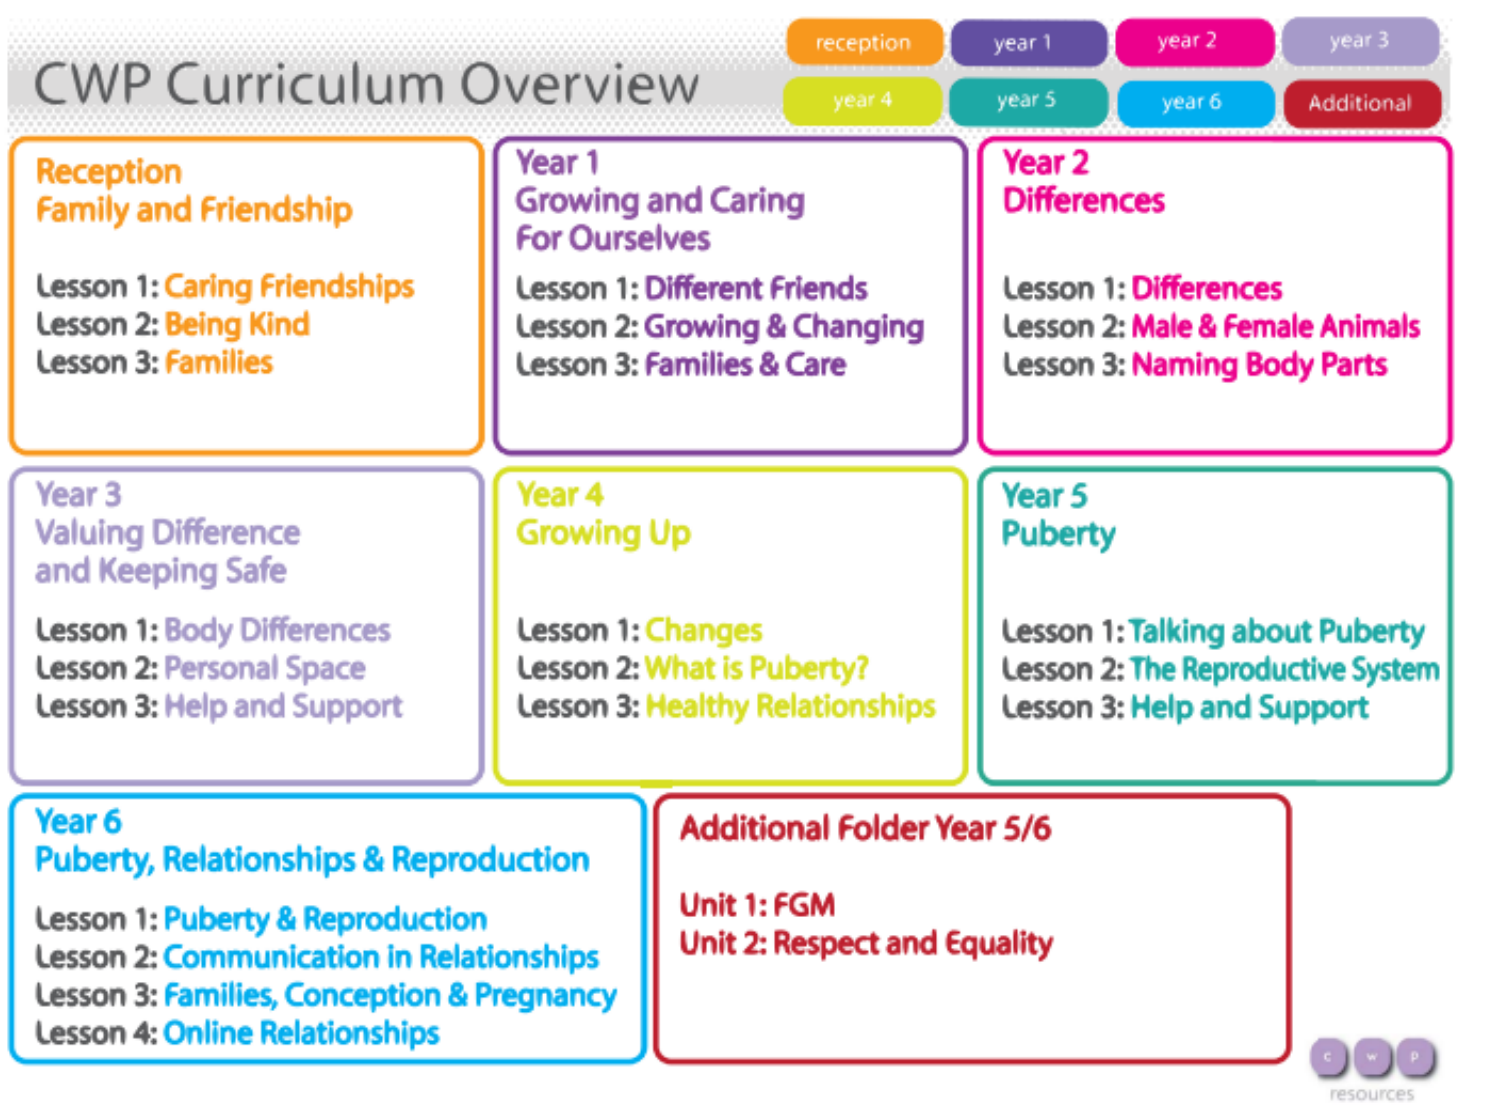 CWP Curriculum Overview
reception
year 1
year 2
year 3
year 4
year 5
year 6
Additional
Reception
Family and Friendship
Lesson 1: Caring Friendships
Lesson 2: Being Kind
Lesson 3: Families
Year 1
Growing and Caring
For Ourselves
Lesson 1: Different Friends
Lesson 2: Growing & Changing
Lesson 3: Families & Care
Year 2
Differences
Lesson 1: Differences
Lesson 2: Male & Female Animals
Lesson 3: Naming Body Parts
Year 3
Valuing Difference
and Keeping Safe
Lesson 1: Body Differences
Lesson 2: Personal Space
Lesson 3: Help and Support
Year 4
Growing Up
Lesson 1: Changes
Lesson 2: What is Puberty?
Lesson 3: Healthy Relationships
Year 5
Puberty
Lesson 1: Talking about Puberty
Lesson 2: The Reproductive System
Lesson 3: Help and Support
Year 6
Puberty, Relationships & Reproduction
Lesson 1: Puberty & Reproduction
Lesson 2: Communication in Relationships
Lesson 3: Families, Conception & Pregnancy
Lesson 4: Online Relationships
Additional Folder Year 5/6
Unit 1: FGM
Unit 2: Respect and Equality
c w p
resources